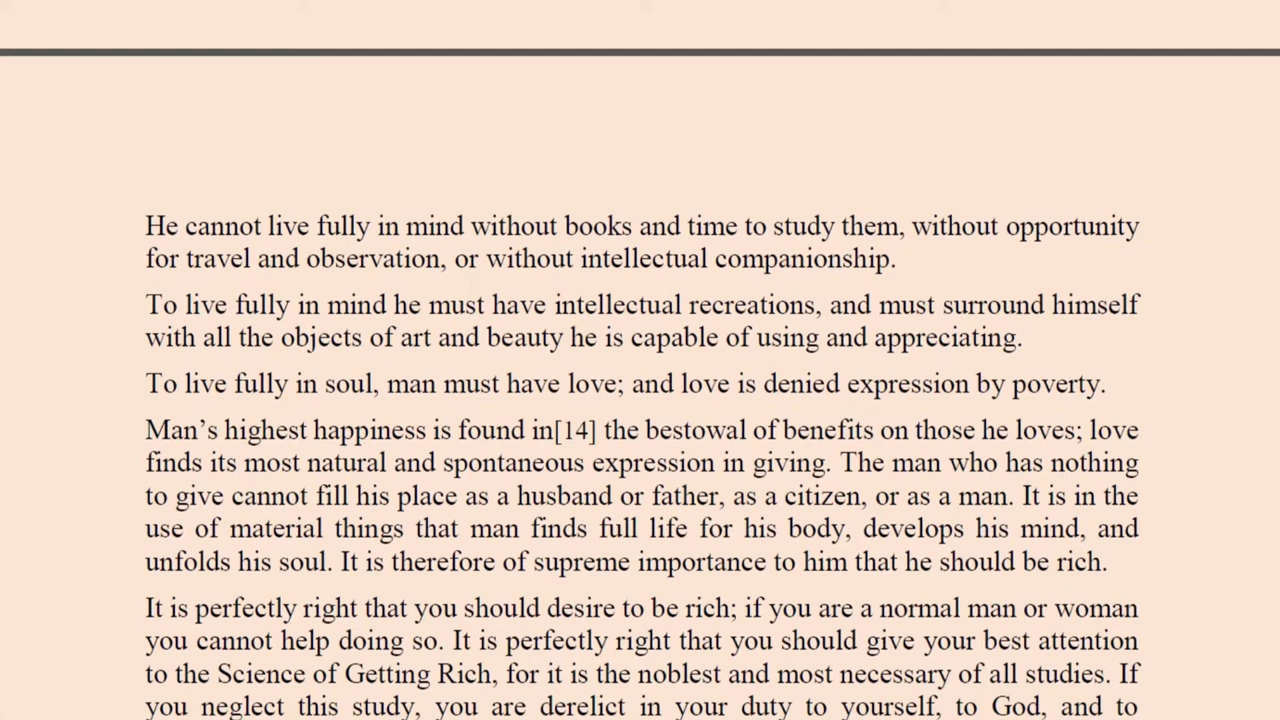 He cannot live fully in mind without books and time to study them, without opportunity
for travel and observation, or without intellectual companionship.
To live fully in mind he must have intellectual recreations, and must surround himself
with all the objects of art and beauty he is capable of using and appreciating.
To live fully in soul, man must have love; and love is denied expression by poverty.
Man’s highest happiness is found in[14] the bestowal of benefits on those he loves; love
finds its most natural and spontaneous expression in giving. The man who has nothing
to give cannot fill his place as a husband or father, as a citizen, or as a man. It is in the
use of material things that man finds full life for his body, develops his mind, and
unfolds his soul. It is therefore of supreme importance to him that he should be rich.
It is perfectly right that you should desire to be rich; if you are a normal man or woman
you cannot help doing so. It is perfectly right that you should give your best attention
to the Science of Getting Rich, for it is the noblest and most necessary of all studies. If
you neglect this study, you are derelict in your duty to yourself, to God, and to